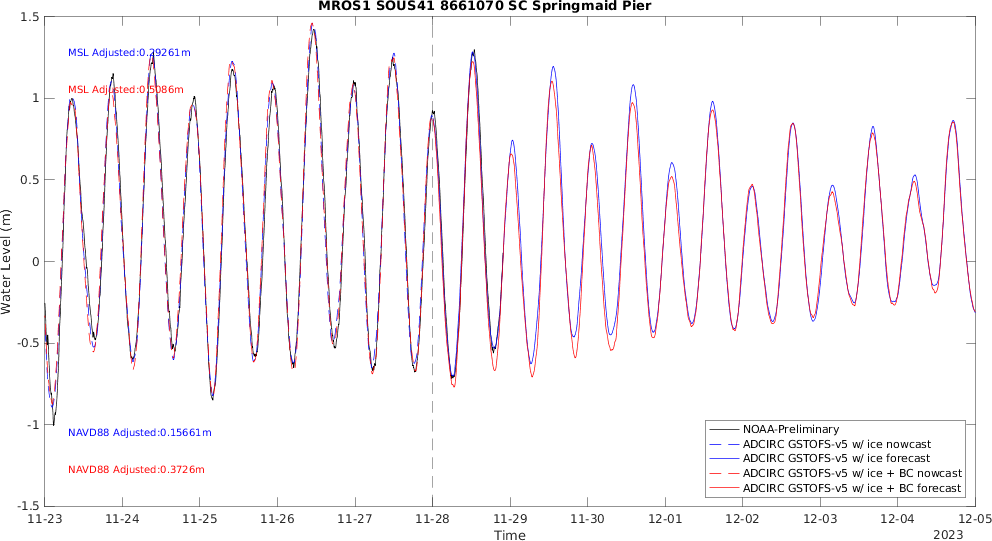 MROS1 SOUS41 8661070 SC Springmaid Pier
MSL Adjusted:0.29261m
MSL Adjusted:0.5086m
NAVD88 Adjusted:0.15661m
NAVD88 Adjusted:0.3726m
Water Level (m)
1.5
1
0.5
0
-0.5
-1
-1.5
NOAA-Preliminary
ADCIRC GSTOFS-v5 w/ ice nowcast
ADCIRC GSTOFS-v5 w/ ice forecast
ADCIRC GSTOFS-v5 w/ ice + BC nowcast
ADCIRC GSTOFS-v5 w/ ice + BC forecast
11-23 11-24 11-25 11-26 11-27 11-28 11-29 11-30 12-01 12-02 12-03 12-04 12-05
Time
2023